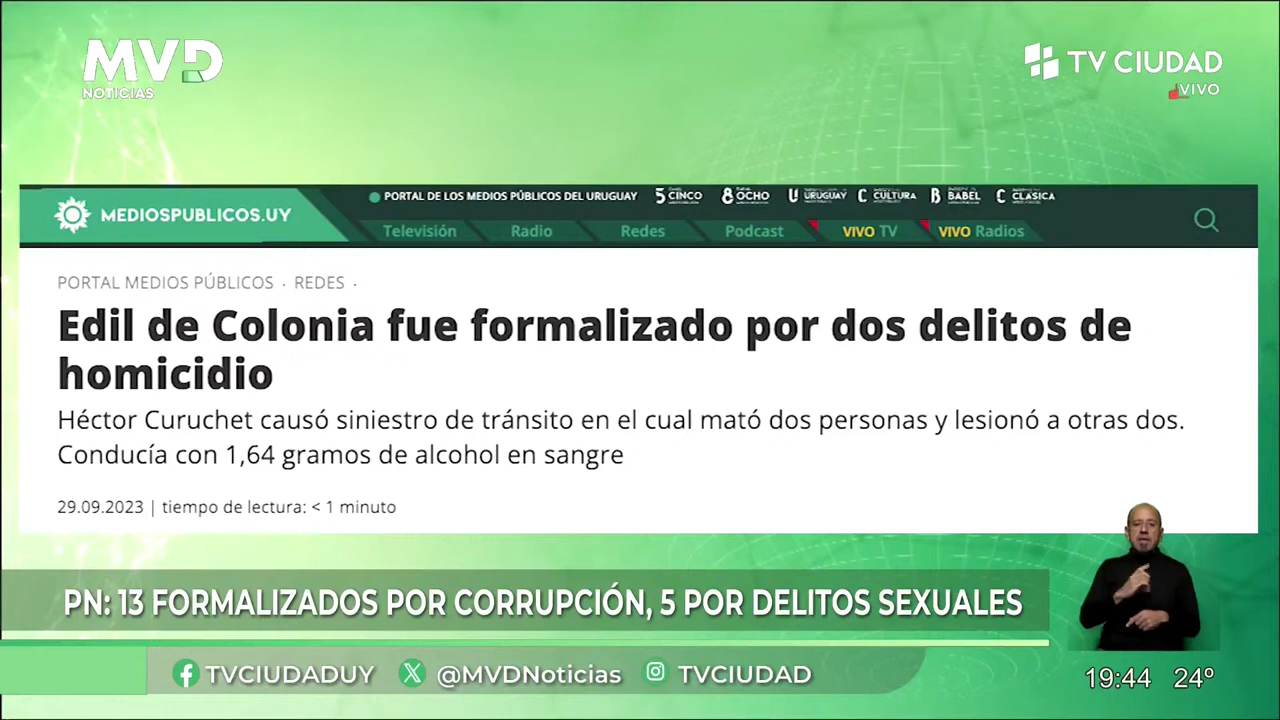 MVD
NOTICIAS
TV CIUDAD
VIVO
PORTAL DE LOS MEDIOS PÚBLICOS DEL URUGUAY 5 CINCO 8 OCHO U URUGUAY C CULTURA B BABEL C CLASICA
MEDIOSPUBLICOS.UY
Televisión Radio Redes Podcast VIVO TV VIVO Radios
PORTAL MEDIOS PÚBLICOS · REDES ·
Edil de Colonia fue formalizado por dos delitos de
homicidio
Héctor Curuchet causó siniestro de tránsito en el cual mató dos personas y lesionó a otras dos.
Conducía con 1,64 gramos de alcohol en sangre
29.09.2023 | tiempo de lectura: < 1 minuto
PN: 13 FORMALIZADOS POR CORRUPCIÓN, 5 POR DELITOS SEXUALES
TVCIUDADUY @MVDNoticias TVCIUDAD
19:44 24º